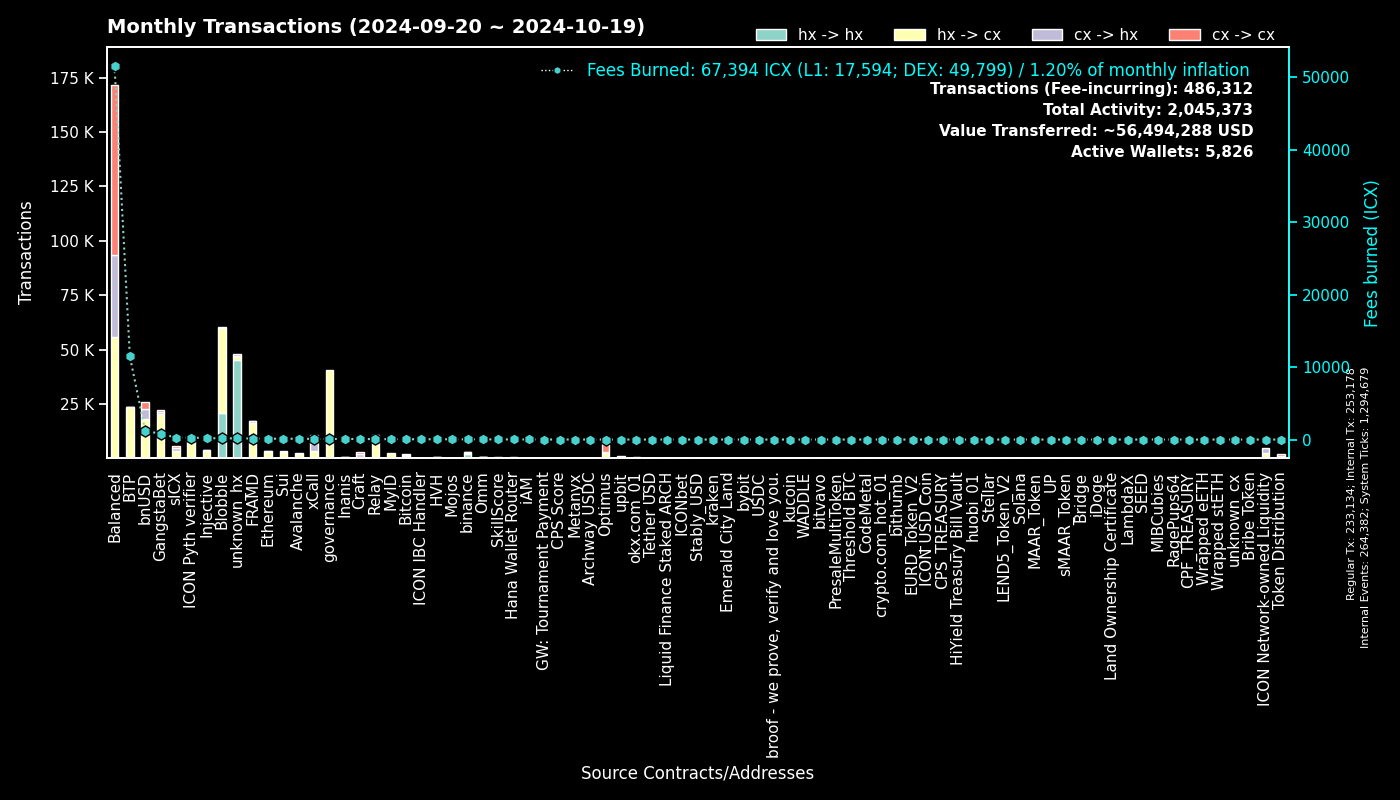 Monthly Transactions (2024-09-20 ~ 2024-10-19)
hx -> hx
hx -> cx
cx -> hx
cx -> cx
Fees Burned: 67,394 ICX (L1: 17,594; DEX: 49,799) / 1.20% of monthly inflation
Transactions (Fee-incurring): 486,312
Total Activity: 2,045,373
Value Transferred: ~56,494,288 USD
Active Wallets: 5,826
Transactions
175 K
150 K
125 K
100 K
75 K
50 K
25 K
50000
40000
30000
20000
10000
0
Fees burned (ICX)
Regular Tx: 233,134; Internal Tx: 253,178
Internal Events: 264,382; System Ticks: 1,294,679
Balanced
BTP
bnUSD
GangstaBet
sICX
ICON Pyth verifier
Injective
Blobble
unknown_hx
FRAMD
Ethereum
Sui
Avalanche
xCall
governance
Inanis
Craft
Relay
MyID
Bitcoin
ICON IBC Handler
HVH
Mojos
binance
Omm
SkillScore
Hana Wallet Router
iAM
GW: Tournament Payment
CPS Score
MetanyX
Archway_USDC
Optimus
upbit
okx.com_01
Tether_USD
Liquid Finance Staked ARCH
ICONbet
Stably_USD
kraken
Emerald City Land
bybit
USDC
broof - we prove, verify and love you.
kucoin
WADDLE
bitvavo
PresaleMultiToken
Threshold BTC
CodeMetal
crypto.com_hot_01
bithumb
EURD_Token_V2
ICON USD Coin
CPS_TREASURY
HiYield Treasury Bill Vault
huobi_01
Stellar
LEND5_Token_V2
Solana
MAAR_Token
UP
sMAAR_Token
Bridge
iDoge
Land Ownership Certificate
LambdaX
SEED
MIBCubies
RagePups64
CPF_TREASURY
Wrapped eETH
Wrapped stETH
unknown_cx
Bribe Token
ICON Network-owned Liquidity
Token Distribution
Source Contracts/Addresses